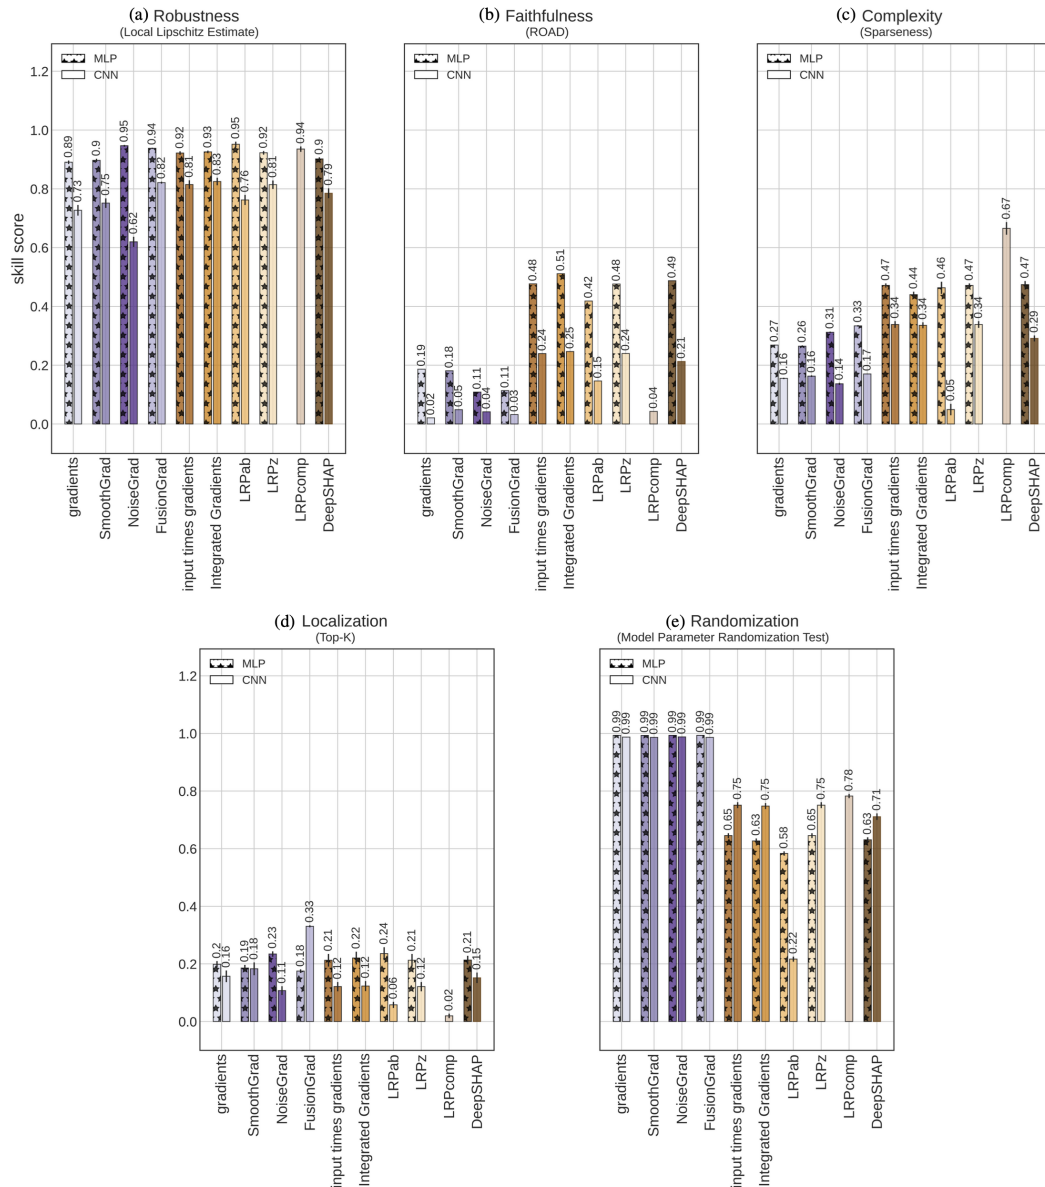 (a) Robustness
(Local Lipschitz Estimate)
(b) Faithfulness
(ROAD)
(c) Complexity
(Sparseness)
skill score
1.2
1.0
0.8
0.6
0.4
0.2
0.0
MLP
CNN
0.89
0.73
0.9
0.75
0.95
0.62
0.94
0.82
0.92
0.81
0.93
0.83
0.95
0.76
0.92
0.81
0.94
0.9
0.79
gradients
SmoothGrad
NoiseGrad
FusionGrad
input times gradients
Integrated Gradients
LRPab
LRPz
LRPcomp
DeepSHAP
MLP
CNN
0.19
0.02
0.18
0.05
0.11
0.04
0.11
0.03
0.48
0.24
0.51
0.25
0.42
0.15
0.48
0.24
0.04
0.49
0.21
gradients
SmoothGrad
NoiseGrad
FusionGrad
input times gradients
Integrated Gradients
LRPab
LRPz
LRPcomp
DeepSHAP
MLP
CNN
0.27
0.16
0.26
0.16
0.31
0.14
0.33
0.17
0.47
0.34
0.44
0.34
0.46
0.05
0.47
0.34
0.67
0.47
0.29
gradients
SmoothGrad
NoiseGrad
FusionGrad
input times gradients
Integrated Gradients
LRPab
LRPz
LRPcomp
DeepSHAP
(d) Localization
(Top-K)
(e) Randomization
(Model Parameter Randomization Test)
1.2
1.0
0.8
0.6
0.4
0.2
0.0
MLP
CNN
0.2
0.16
0.19
0.18
0.23
0.11
0.18
0.33
0.21
0.12
0.22
0.12
0.24
0.06
0.21
0.12
0.02
0.21
0.15
gradients
SmoothGrad
NoiseGrad
FusionGrad
input times gradients
Integrated Gradients
LRPab
LRPz
LRPcomp
DeepSHAP
1.2
1.0
0.8
0.6
0.4
0.2
0.0
MLP
CNN
0.99
0.99
0.99
0.99
0.99
0.99
0.99
0.99
0.65
0.75
0.63
0.75
0.58
0.22
0.65
0.75
0.78
0.63
0.71
gradients
SmoothGrad
NoiseGrad
FusionGrad
input times gradients
Integrated Gradients
LRPab
LRPz
LRPcomp
DeepSHAP